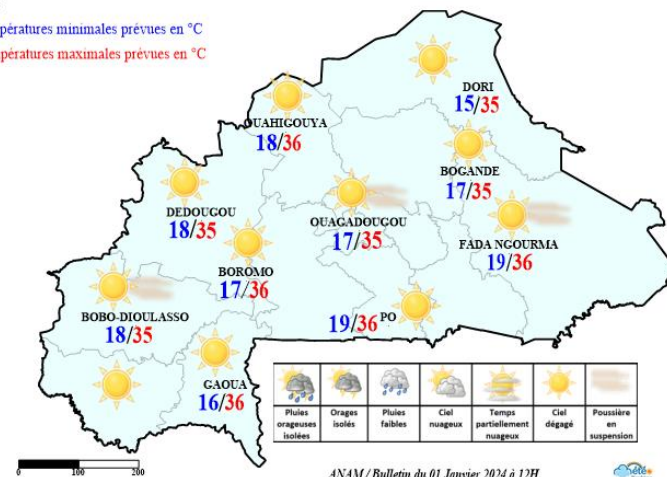 pératures minimales prévues en °C
pératures maximales prévues en °C
DORI
15/35
OUAHIGOUYA
18/36
BOGANDE
17/35
DEDOUGOU
18/35
OUAGADOUGOU
17/35
FADA NGOURMA
19/36
BOROMO
17/36
BOBO-DIOULASSO
18/35
19/36 PO
GAOUA
16/36
Pluies orageuses isolées
Orages isolés
Pluies faibles
Ciel nuageux
Temps partiellement nuageux
Ciel dégagé
Poussière en suspension
0 100 200
ANAM / Bulletin du 01 Janvier 2024 à 12H
météo